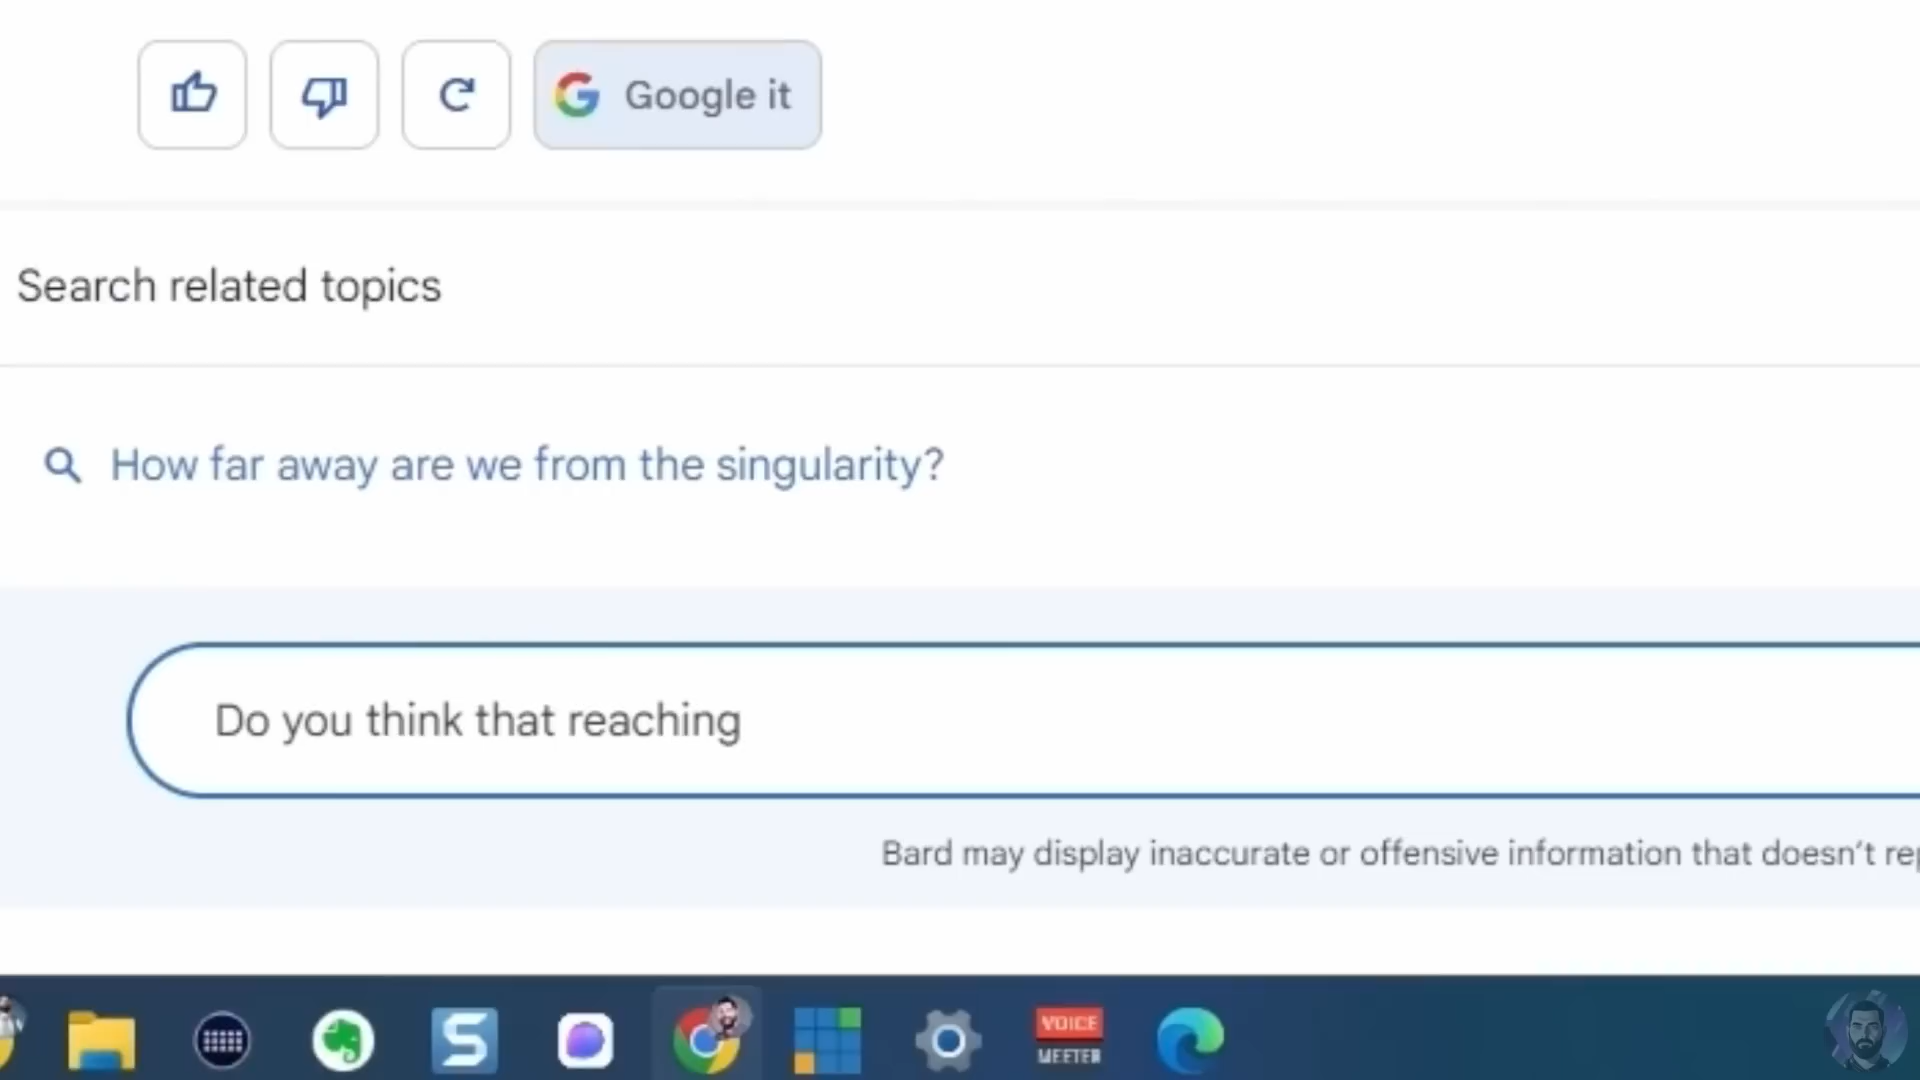 Google it
Search related topics
How far away are we from the singularity?
Do you think that reaching
Bard may display inaccurate or offensive information that doesn't
VOICE
MEETER